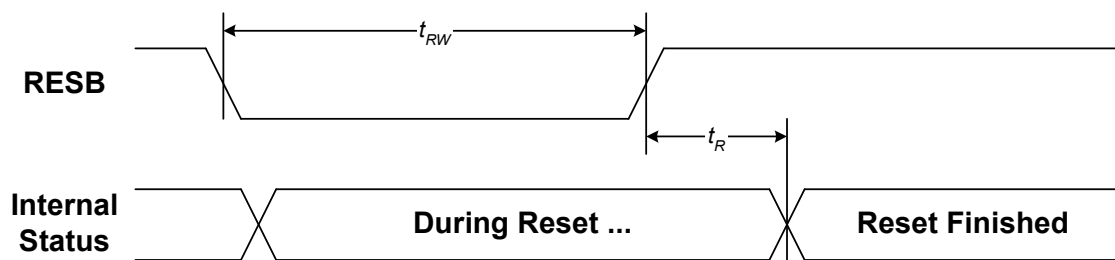 t_RW
RESB
t_R
Internal
Status
During Reset ...
Reset Finished